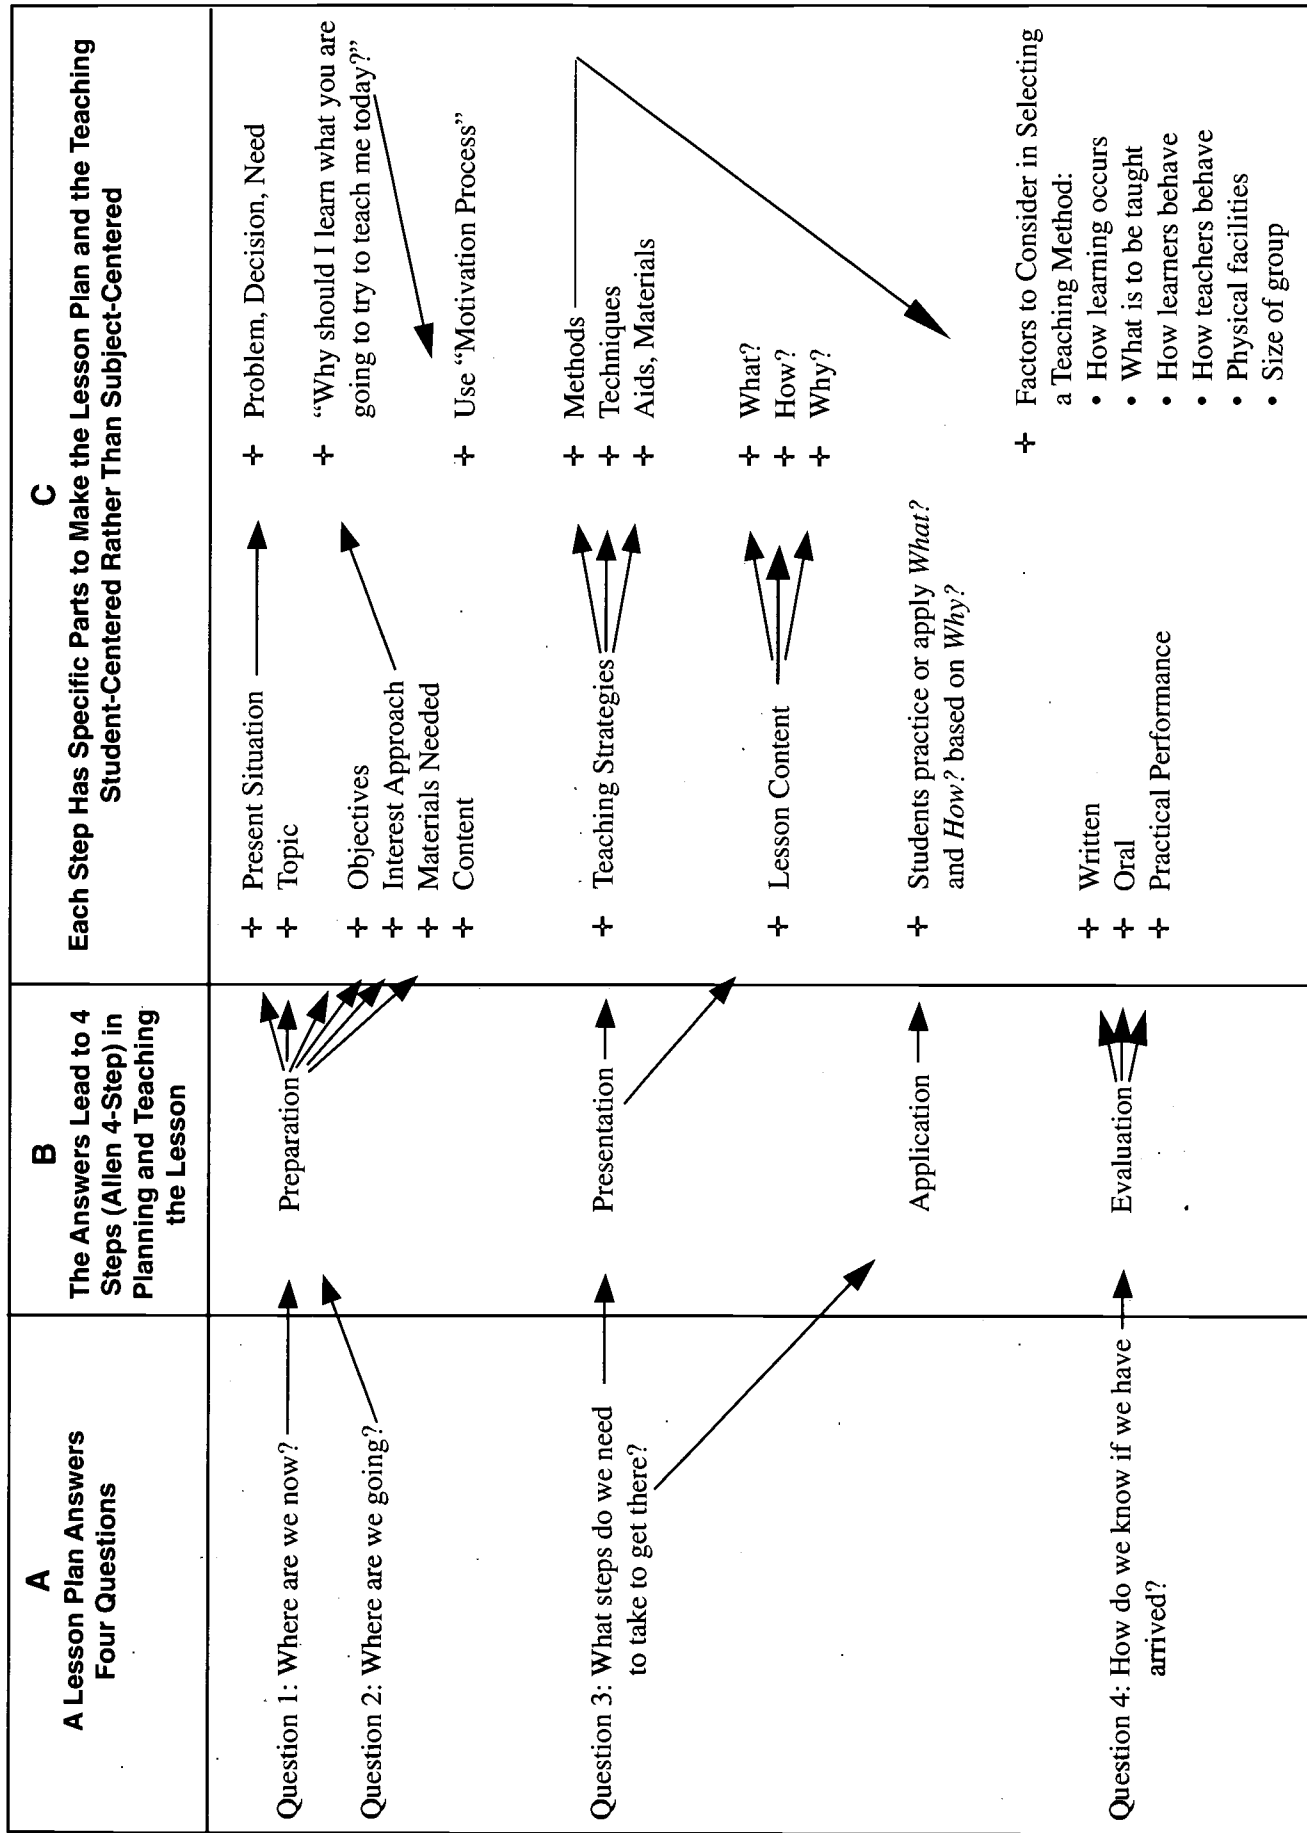 A
A Lesson Plan Answers
Four Questions
B
The Answers Lead to 4
Steps (Allen 4-Step) in
Planning and Teaching
the Lesson
C
Each Step Has Specific Parts to Make the Lesson Plan and the Teaching
Student-Centered Rather Than Subject-Centered
Question 1: Where are we now?
Question 2: Where are we going?
Question 3: What steps do we need
to take to get there?
Question 4: How do we know if we have
arrived?
Preparation
Presentation
Application
Evaluation
✢ Present Situation
✢ Topic
✢ Objectives
✢ Interest Approach
✢ Materials Needed
✢ Content
✢ Teaching Strategies
✢ Lesson Content
✢ Students practice or apply What?
and How? based on Why?
✢ Written
✢ Oral
✢ Practical Performance
✢ Problem, Decision, Need
✢ “Why should I learn what you are
going to try to teach me today?”
✢ Use “Motivation Process”
✢ Methods
✢ Techniques
✢ Aids, Materials
✢ What?
✢ How?
✢ Why?
✢ Factors to Consider in Selecting
a Teaching Method:
• How learning occurs
• What is to be taught
• How learners behave
• How teachers behave
• Physical facilities
• Size of group